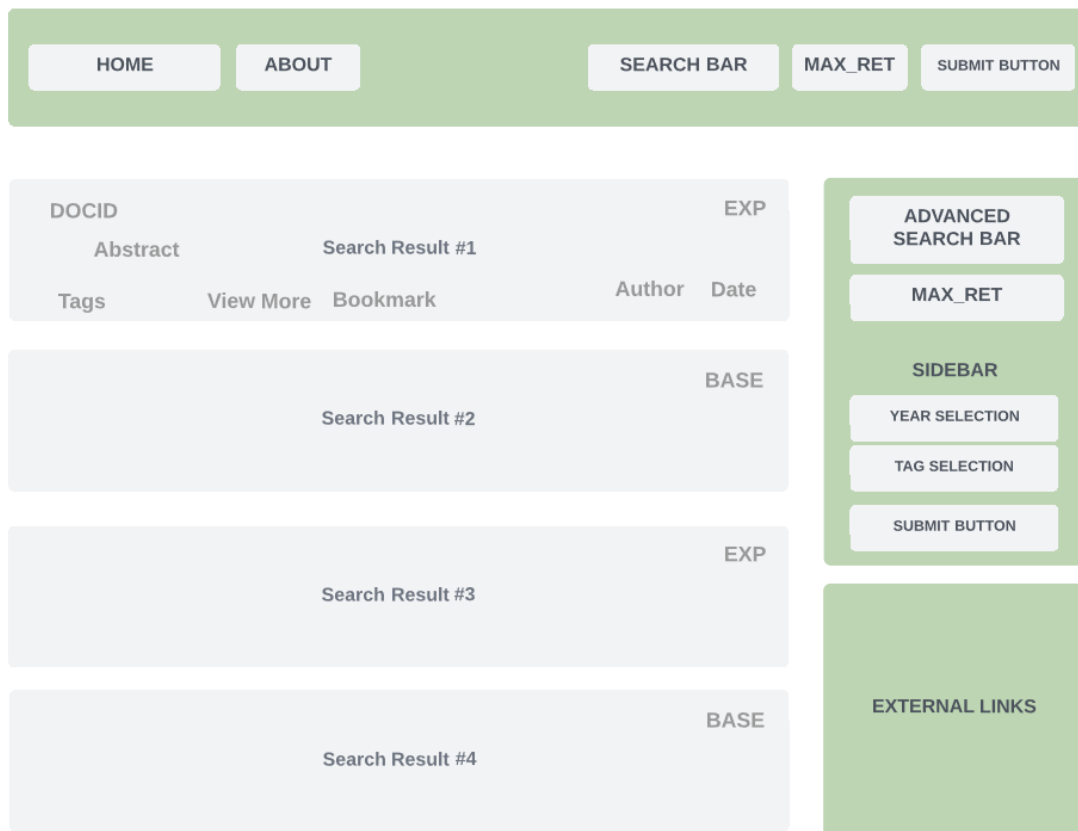 HOME
ABOUT
SEARCH BAR
MAX_RET
SUBMIT BUTTON
DOCID
EXP
Abstract
Search Result #1
Tags
View More
Bookmark
Author
Date
BASE
Search Result #2
EXP
Search Result #3
BASE
Search Result #4
ADVANCED
SEARCH BAR
MAX_RET
SIDEBAR
YEAR SELECTION
TAG SELECTION
SUBMIT BUTTON
EXTERNAL LINKS